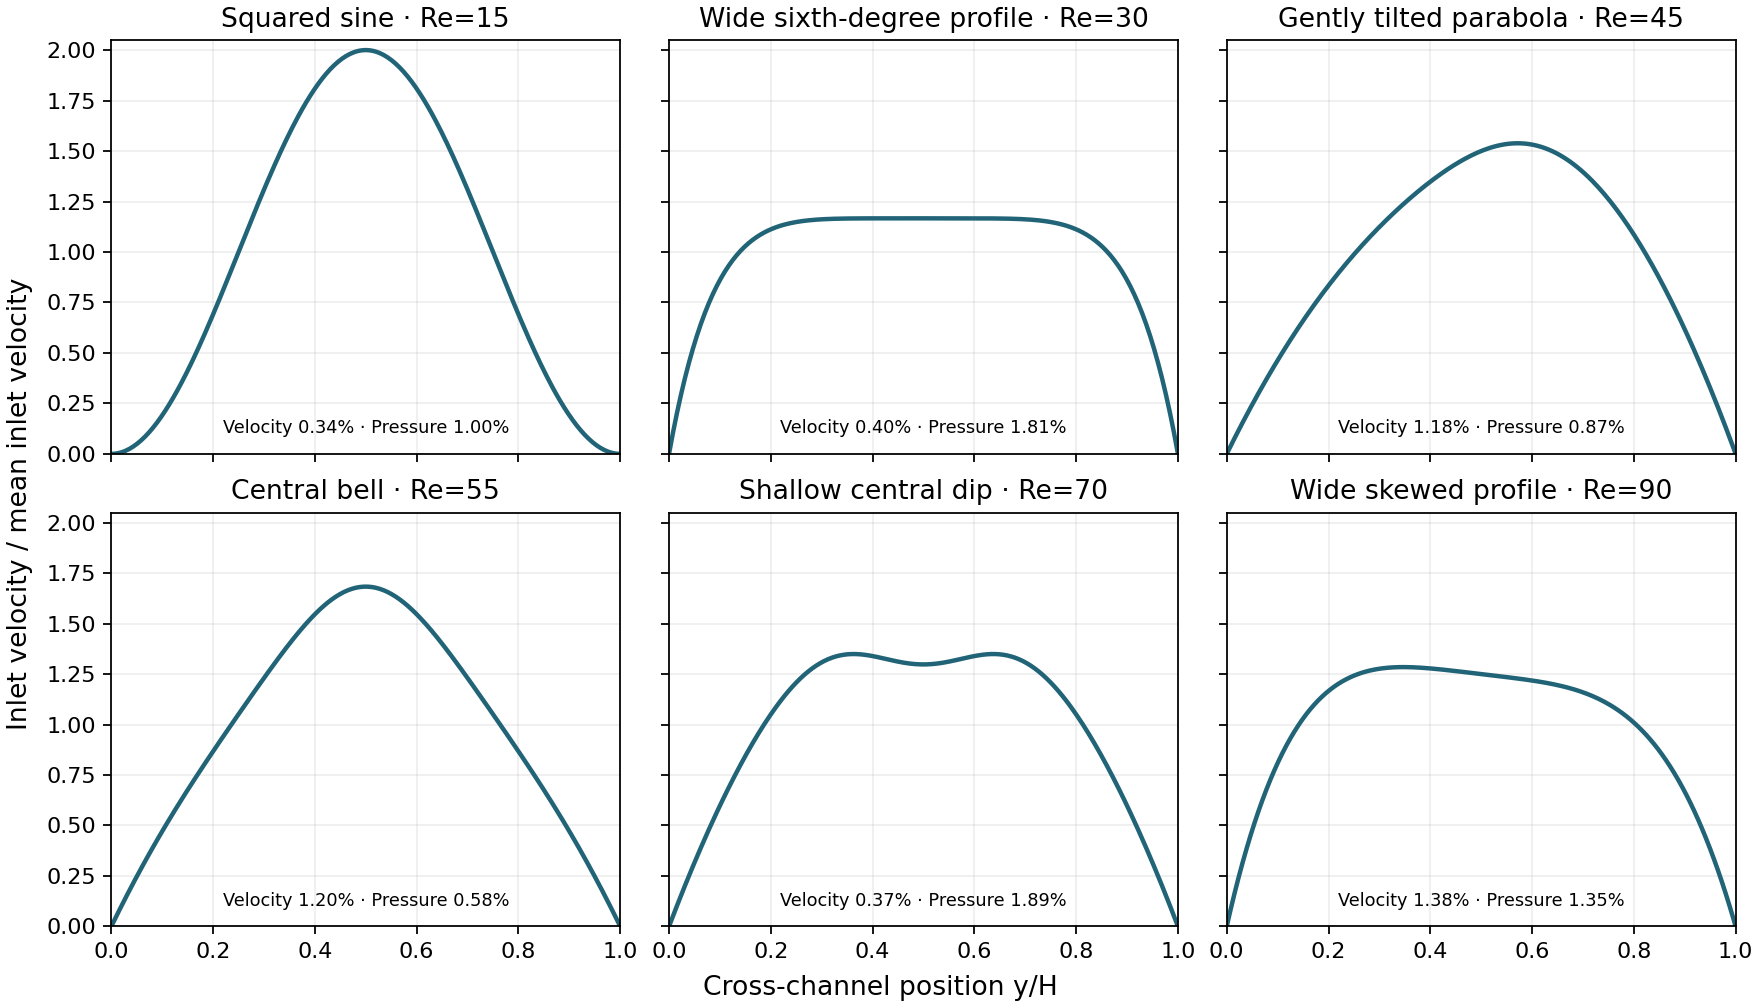 Squared sine · Re=15
Wide sixth-degree profile · Re=30
Gently tilted parabola · Re=45
2.00
1.75
1.50
1.25
1.00
0.75
0.50
0.25
0.00
Velocity 0.34% · Pressure 1.00%
Velocity 0.40% · Pressure 1.81%
Velocity 1.18% · Pressure 0.87%
Inlet velocity / mean inlet velocity
Central bell · Re=55
Shallow central dip · Re=70
Wide skewed profile · Re=90
2.00
1.75
1.50
1.25
1.00
0.75
0.50
0.25
0.00
Velocity 1.20% · Pressure 0.58%
Velocity 0.37% · Pressure 1.89%
Velocity 1.38% · Pressure 1.35%
0.0 0.2 0.4 0.6 0.8 1.0
0.0 0.2 0.4 0.6 0.8 1.0
0.0 0.2 0.4 0.6 0.8 1.0
Cross-channel position y/H